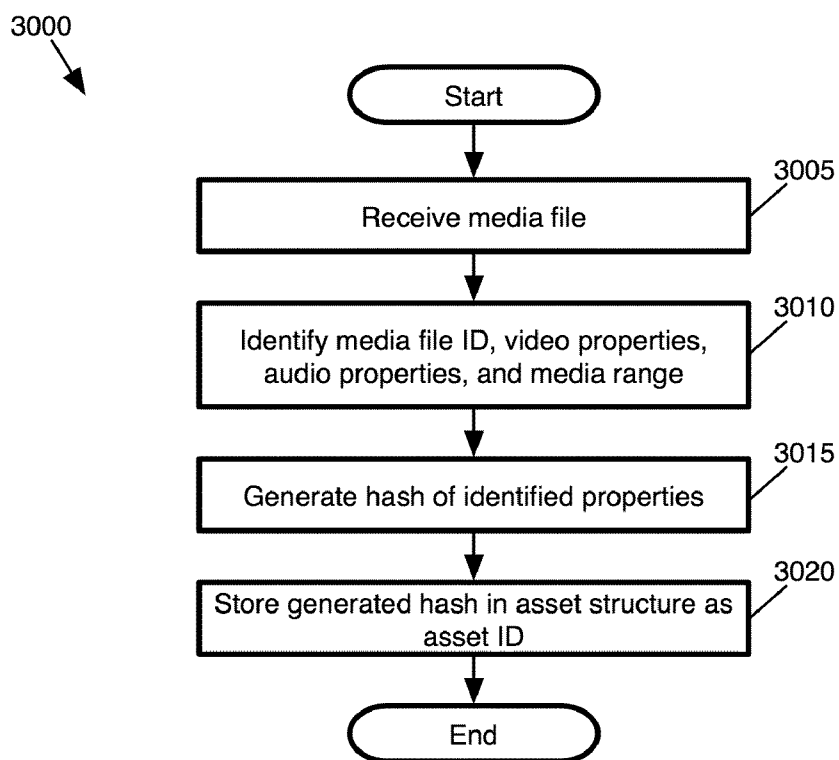 3000
Start
3005
Receive media file
3010
Identify media file ID, video properties,
audio properties, and media range
3015
Generate hash of identified properties
3020
Store generated hash in asset structure as
asset ID
End